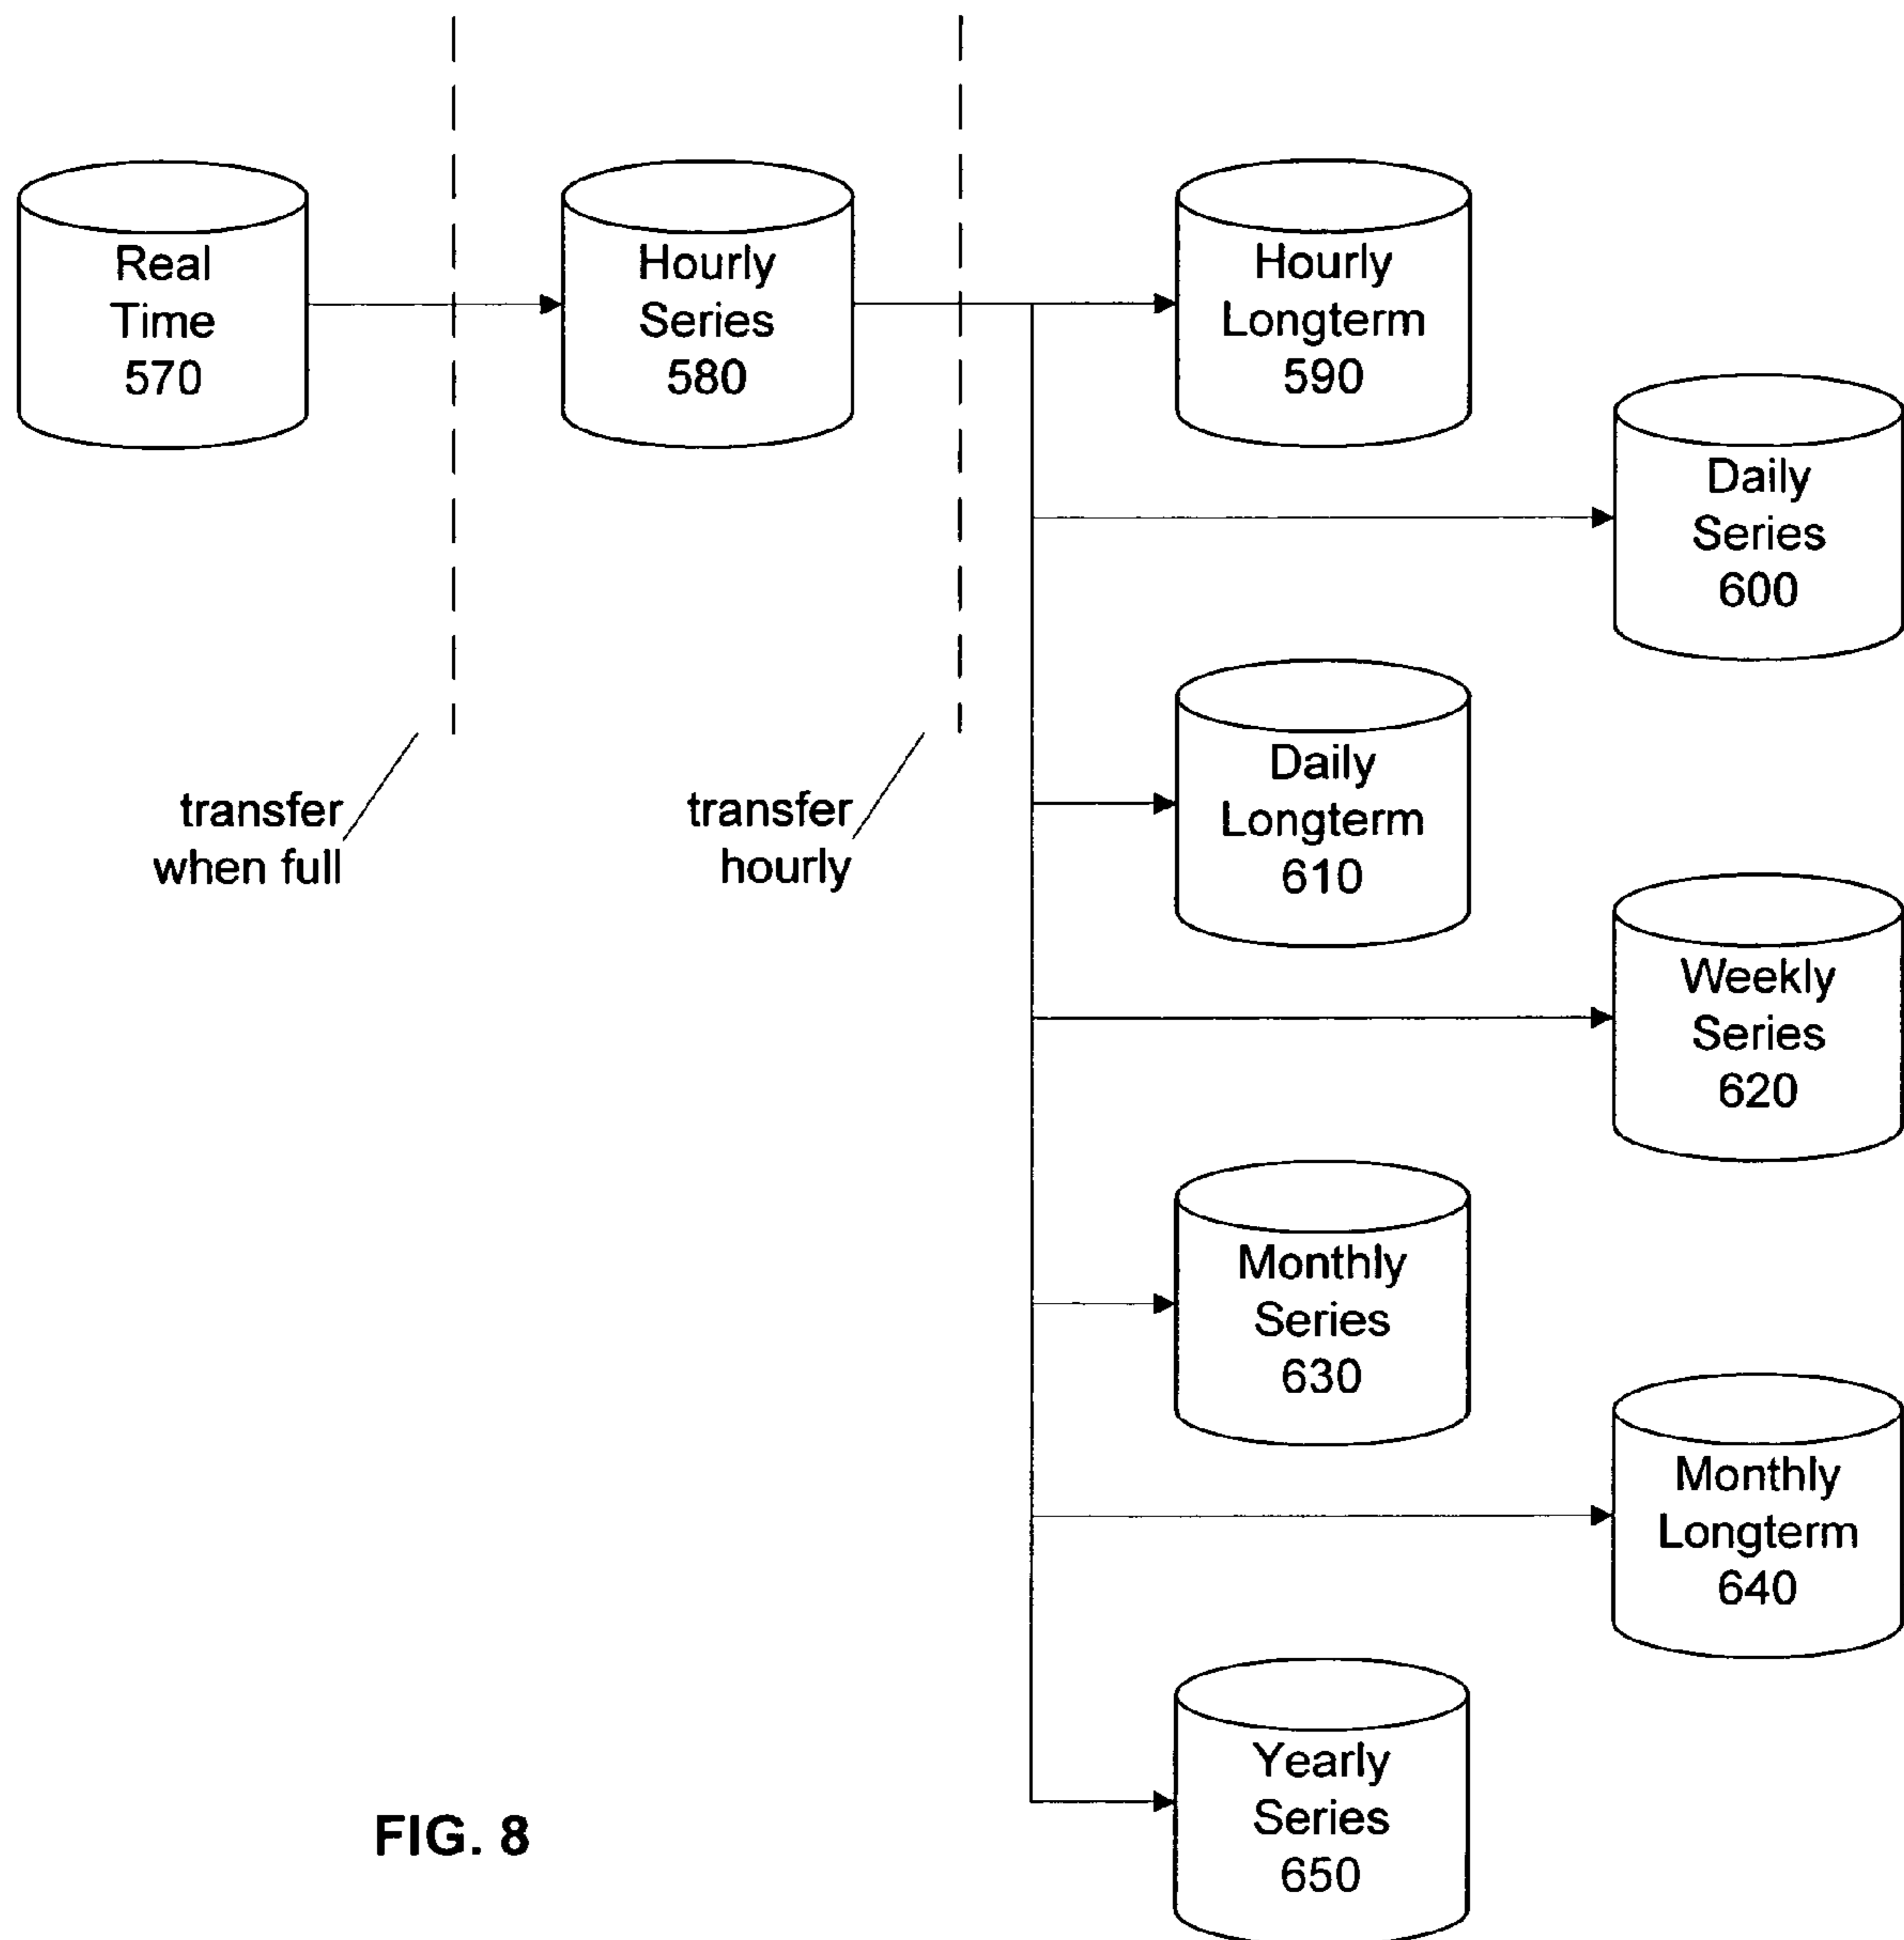 Real
Time
570
Hourly
Series
580
Hourly
Longterm
590
Daily
Series
600
transfer
when full
transfer
hourly
Daily
Longterm
610
Weekly
Series
620
Monthly
Series
630
Monthly
Longterm
640
Yearly
Series
650
FIG. 8